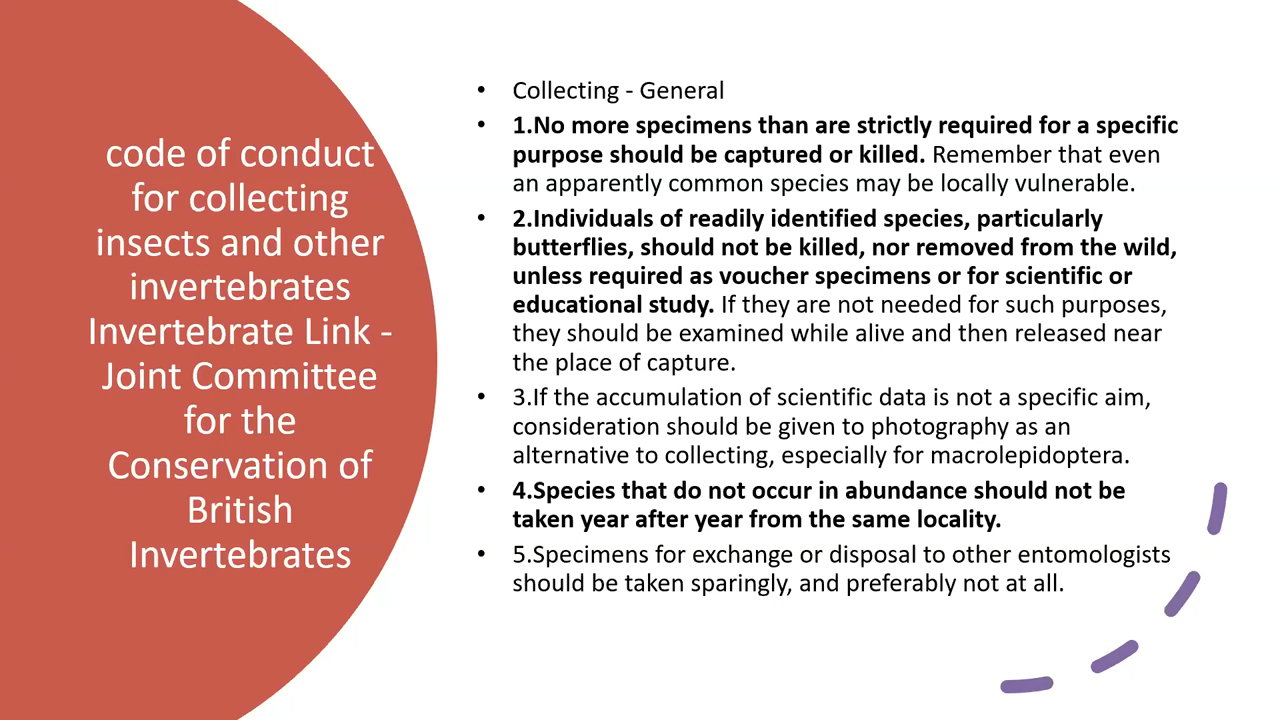 code of conduct
for collecting
insects and other
invertebrates
Invertebrate Link -
Joint Committee
for the
Conservation of
British
Invertebrates
• Collecting - General
• 1.No more specimens than are strictly required for a specific
purpose should be captured or killed. Remember that even
an apparently common species may be locally vulnerable.
• 2.Individuals of readily identified species, particularly
butterflies, should not be killed, nor removed from the wild,
unless required as voucher specimens or for scientific or
educational study. If they are not needed for such purposes,
they should be examined while alive and then released near
the place of capture.
• 3.If the accumulation of scientific data is not a specific aim,
consideration should be given to photography as an
alternative to collecting, especially for macrolepidoptera.
• 4.Species that do not occur in abundance should not be
taken year after year from the same locality.
• 5.Specimens for exchange or disposal to other entomologists
should be taken sparingly, and preferably not at all.